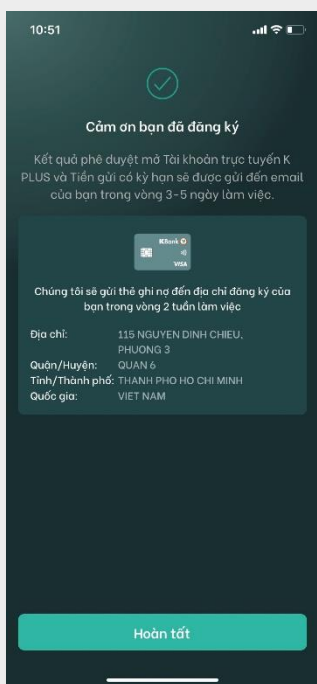 10:51
Cảm ơn bạn đã đăng ký
Kết quả phê duyệt mở Tài khoản trực tuyến K
PLUS và Tiền gửi có kỳ hạn sẽ được gửi đến email
của bạn trong vòng 3-5 ngày làm việc.
KBank
VISA
Chúng tôi sẽ gửi thẻ ghi nợ đến địa chỉ đăng ký của
bạn trong vòng 2 tuần làm việc
Địa chỉ: 115 NGUYEN DINH CHIEU,
PHUONG 3
Quận/Huyện: QUAN 6
Tỉnh/Thành phố: THANH PHO HO CHI MINH
Quốc gia: VIET NAM
Hoàn tất